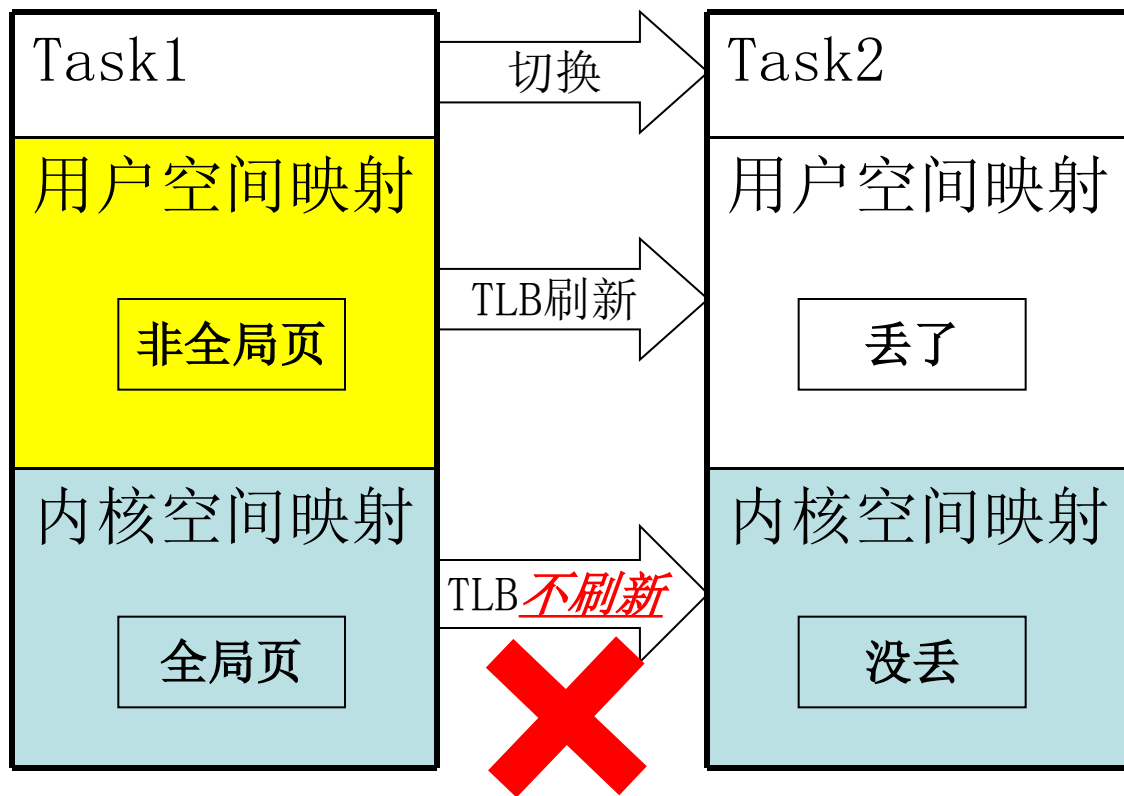 Task1
切换
Task2
用户空间映射
用户空间映射
TLB刷新
非全局页
丢了
内核空间映射
内核空间映射
TLB不刷新
全局页
没丢